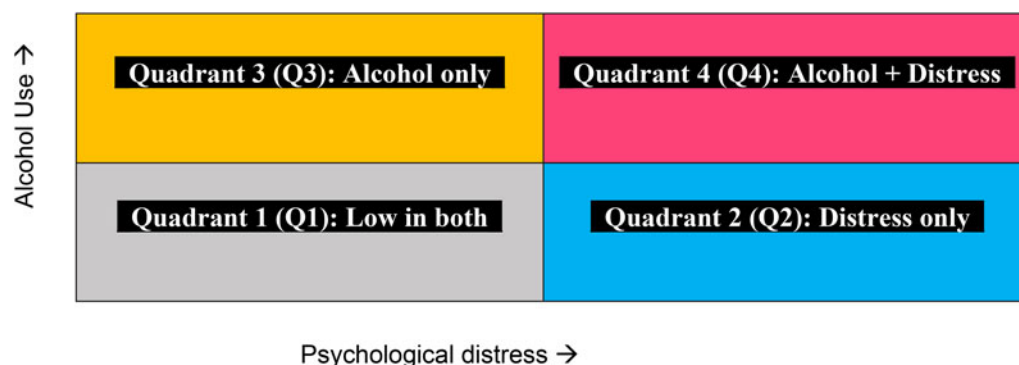 Alcohol Use →
Quadrant 3 (Q3): Alcohol only
Quadrant 4 (Q4): Alcohol + Distress
Quadrant 1 (Q1): Low in both
Quadrant 2 (Q2): Distress only
Psychological distress →